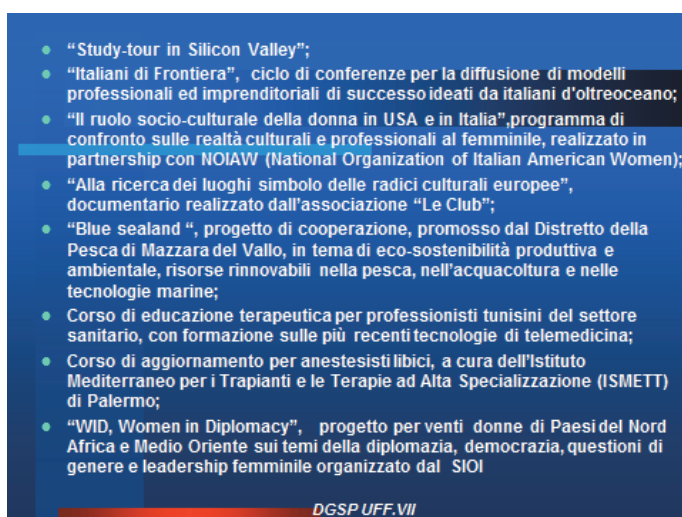 “Study-tour in Silicon Valley”;
“Italiani di Frontiera”, ciclo di conferenze per la diffusione di modelli
professionali ed imprenditoriali di successo ideati da italiani d'oltreoceano;
“Il ruolo socio-culturale della donna in USA e in Italia”,programma di
confronto sulle realtà culturali e professionali al femminile, realizzato in
partnership con NOIAW (National Organization of Italian American Women);
“Alla ricerca dei luoghi simbolo delle radici culturali europee”,
documentario realizzato dall’associazione “Le Club”;
“Blue sealand “, progetto di cooperazione, promosso dal Distretto della
Pesca di Mazzara del Vallo, in tema di eco-sostenibilità produttiva e
ambientale, risorse rinnovabili nella pesca, nell’acquacoltura e nelle
tecnologie marine;
Corso di educazione terapeutica per professionisti tunisini del settore
sanitario, con formazione sulle più recenti tecnologie di telemedicina;
Corso di aggiornamento per anestesisti libici, a cura dell’Istituto
Mediterraneo per i Trapianti e le Terapie ad Alta Specializzazione (ISMETT)
di Palermo;
“WID, Women in Diplomacy”, progetto per venti donne di Paesi del Nord
Africa e Medio Oriente sui temi della diplomazia, democrazia, questioni di
genere e leadership femminile organizzato dal SIOI
DGSP UFF.VII